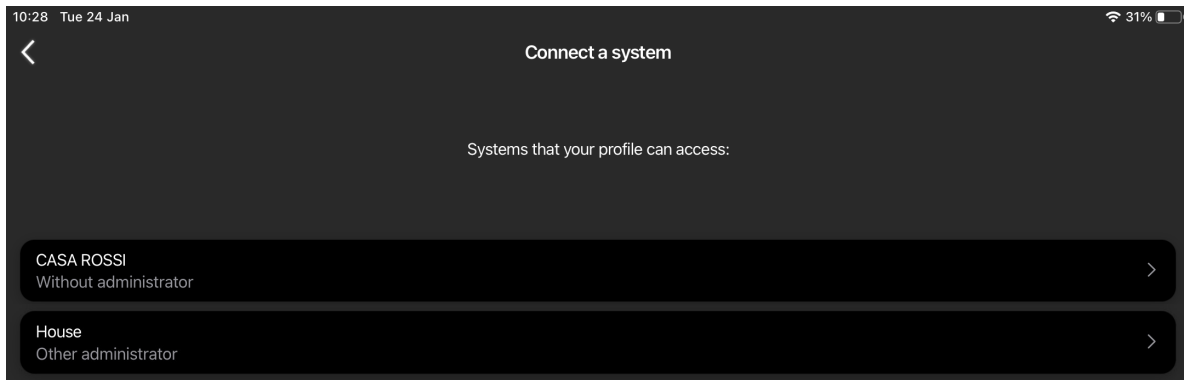 10:28 Tue 24 Jan 31%
Connect a system
Systems that your profile can access:
CASA ROSSI
Without administrator
House
Other administrator